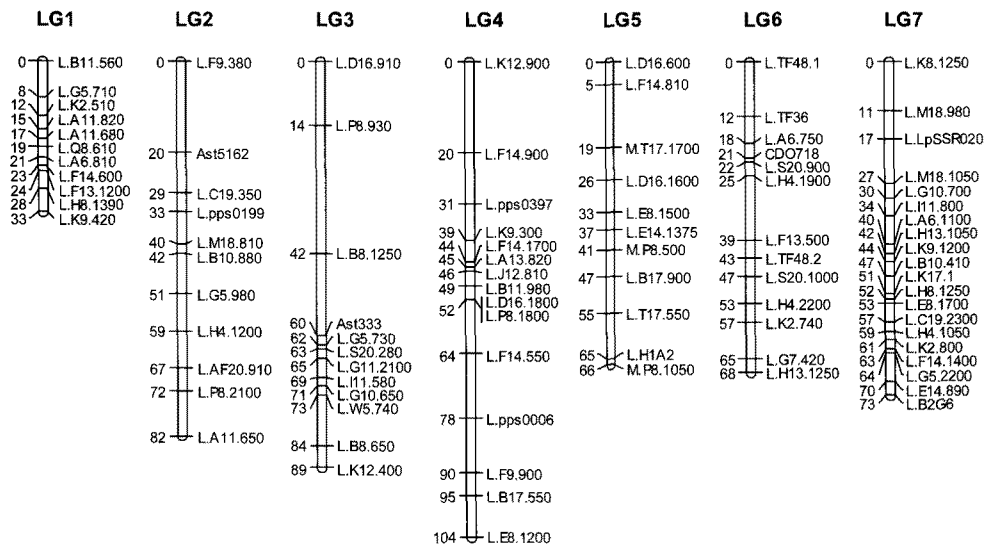 LG1
0 L.B11.560
8 L.G5.710
12 L.K2.510
15 L.A11.820
17 L.A11.680
19 L.Q8.610
21 L.A6.810
23 L.F14.600
24 L.F13.1200
28 L.H8.1390
33 L.K9.420
LG2
0 L.F9.380
20 Ast5162
29 L.C19.350
33 L.pps0199
40 L.M18.810
42 L.B10.880
51 L.G5.980
59 L.H4.1200
67 L.AF20.910
72 L.P8.2100
82 L.A11.650
LG3
0 L.D16.910
14 L.P8.930
42 L.B8.1250
60 Ast333
62 L.G5.730
63 L.S20.280
65 L.G11.2100
69 L.I11.580
71 L.G10.650
73 L.W5.740
84 L.B8.650
89 L.K12.400
LG4
0 L.K12.900
20 L.F14.900
31 L.pps0397
39 L.K9.300
44 L.F14.1700
45 L.A13.820
46 L.J12.810
49 L.B11.980
52 L.D16.1800
L.P8.1800
64 L.F14.550
78 L.pps0006
90 L.F9.900
95 L.B17.550
104 L.E8.1200
LG5
0 L.D16.600
5 L.F14.810
19 M.T17.1700
26 L.D16.1600
33 L.E8.1500
37 L.E14.1375
41 M.P8.500
47 L.B17.900
55 L.T17.550
65 L.H1A2
66 M.P8.1050
LG6
0 L.TF48.1
12 L.TF36
18 L.A6.750
21 CDO718
22 L.S20.900
25 L.H4.1900
39 L.F13.500
43 L.TF48.2
47 L.S20.1000
53 L.H4.2200
57 L.K2.740
65 L.G7.420
68 L.H13.1250
LG7
0 L.K8.1250
11 L.M18.980
17 L.LpSSR020
27 L.M18.1050
30 L.G10.700
34 L.I11.800
40 L.A6.1100
42 L.H13.1050
44 L.K9.1200
47 L.B10.410
51 L.K17.1
52 L.H8.1250
53 L.E8.1700
57 L.C19.2300
59 L.H4.1050
61 L.K2.800
63 L.F14.1400
64 L.G5.2200
70 L.E14.890
73 L.B2G6